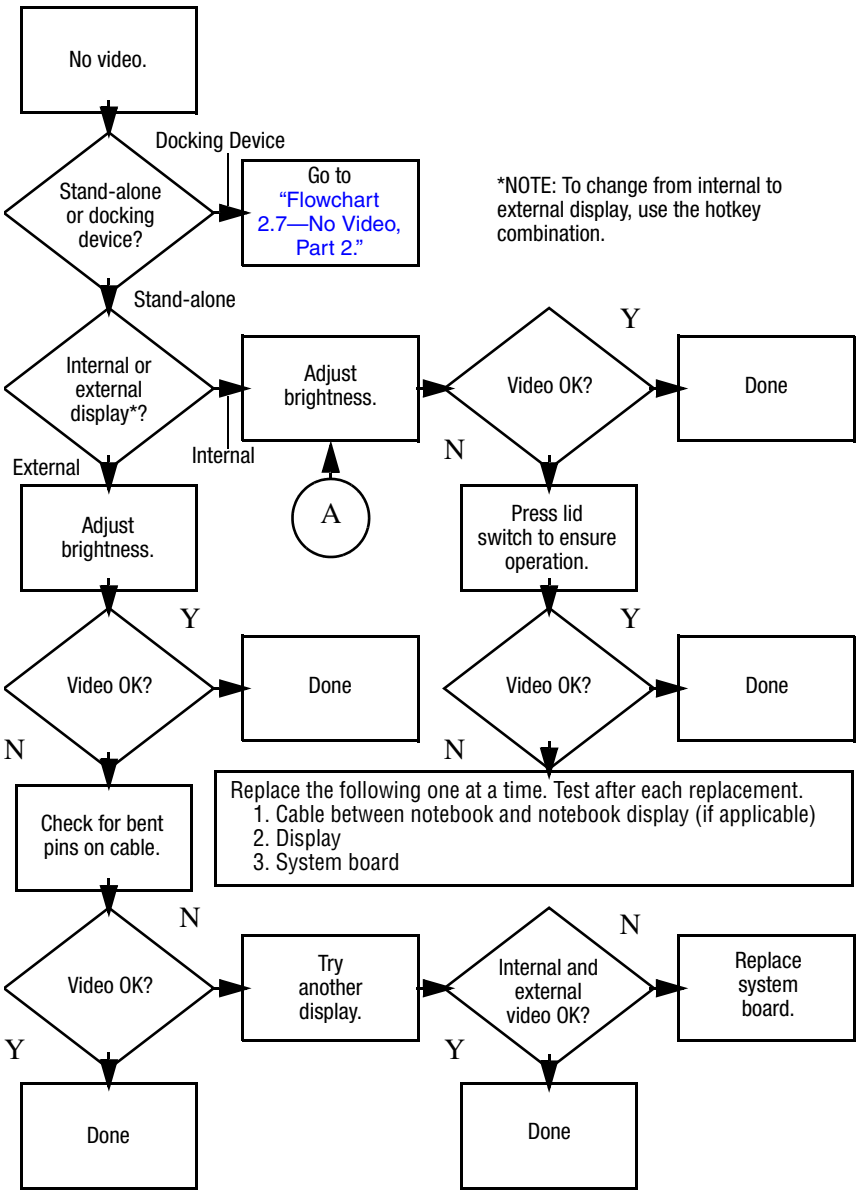 No video.
Docking Device
Stand-alone
or docking
device?
Go to
“Flowchart
2.7—No Video,
Part 2.”
*NOTE: To change from internal to
external display, use the hotkey
combination.
Stand-alone
Internal or
external
display*?
Internal
External
Adjust
brightness.
A
Video OK?
Y
Done
N
Press lid
switch to ensure
operation.
Adjust
brightness.
Video OK?
Y
Done
N
Video OK?
Y
Done
N
Replace the following one at a time. Test after each replacement.
1. Cable between notebook and notebook display (if applicable)
2. Display
3. System board
Check for bent
pins on cable.
Video OK?
N
Try
another
display.
Internal and
external
video OK?
N
Replace
system
board.
Y
Done
Y
Done